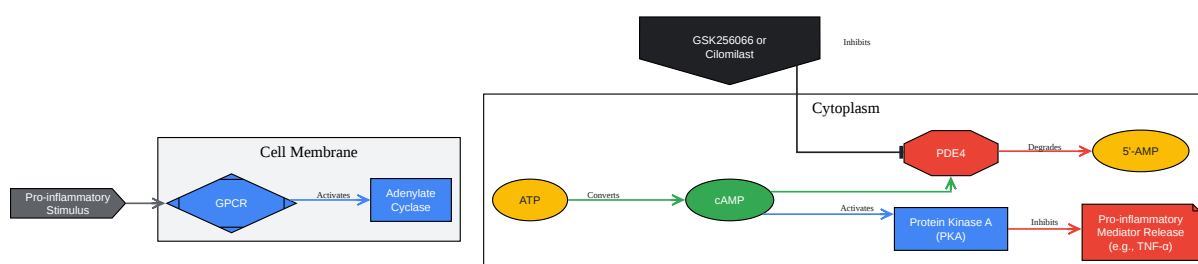 GSK256066 or
Cilomilast
Inhibits
Cytoplasm
Cell Membrane
PDE4
Degrades
5'-AMP
Pro-inflammatory
Stimulus
GPCR
Activates
Adenylate
Cyclase
ATP
Converts
cAMP
Activates
Protein Kinase A
(PKA)
Inhibits
Pro-inflammatory
Mediator Release
(e.g., TNF-α)